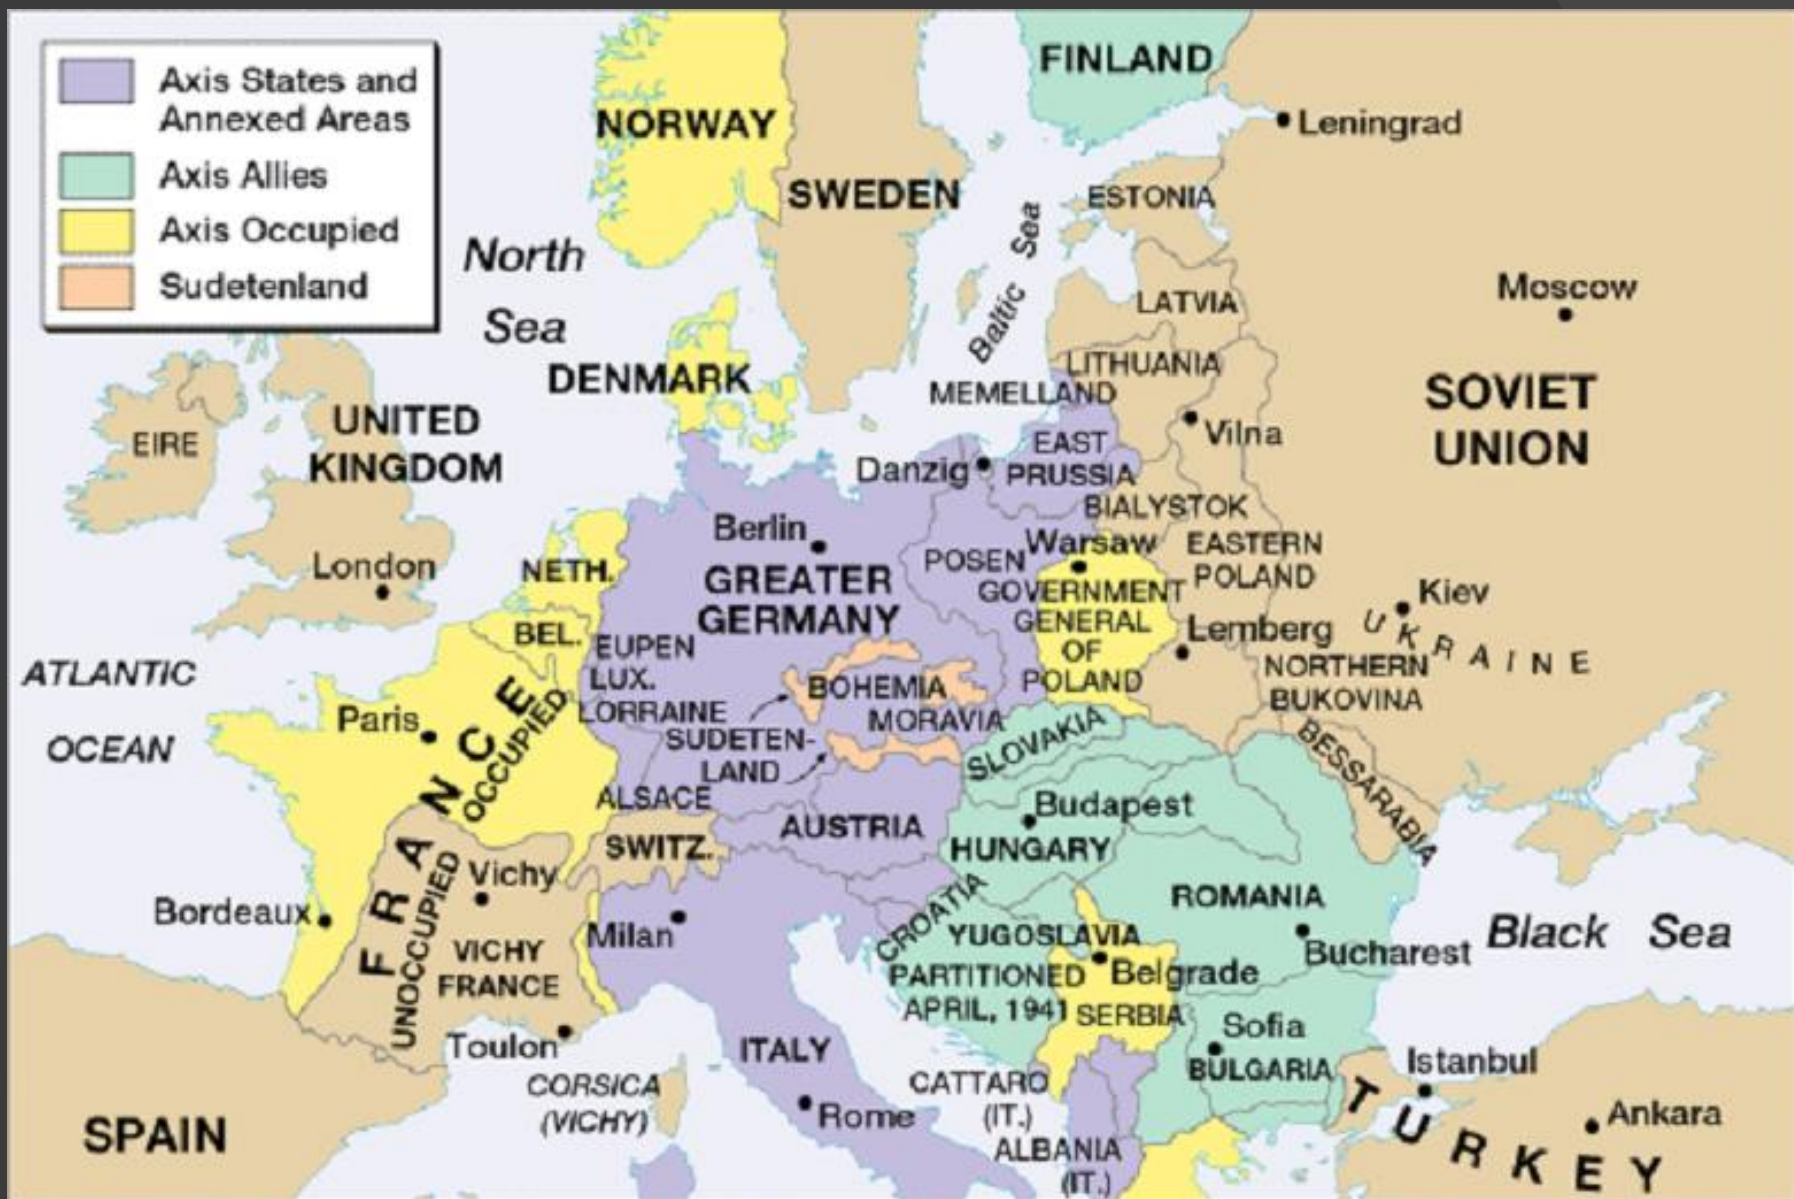 Axis States and
Annexed Areas
Axis Allies
Axis Occupied
Sudetenland
FINLAND
NORWAY
Leningrad
SWEDEN
ESTONIA
North
Sea
Baltic Sea
LATVIA
Moscow
DENMARK
LITHUANIA
MEMELLAND
SOVIET
UNION
UNITED
KINGDOM
EIRE
Vilna
EAST
PRUSSIA
Danzig
BIALYSTOK
Berlin
Warsaw
EASTERN
POLAND
POSEN
London
NETH.
GREATER
GERMANY
GOVERNMENT
GENERAL
OF
POLAND
Kiev
UKRAINE
Lemberg
BEL.
EUPEN
LUX.
LORRAINE
NORTHERN
BUKOVINA
ATLANTIC
OCEAN
BOHEMIA
MORAVIA
SUDETEN-
LAND
Paris
FRANCE
OCCUPIED
SLOVAKIA
BESSARABIA
ALSACE
AUSTRIA
SWITZ.
Budapest
HUNGARY
Vichy
UNOCCUPIED
VICHY
FRANCE
Bordeaux
Milan
CROATIA
YUGOSLAVIA
PARTITIONED
APRIL, 1941
Belgrade
SERBIA
ROMANIA
Bucharest
Black Sea
Toulon
CORSICA
(VICHY)
ITALY
Rome
CATTARO
(IT.)
ALBANIA
(IT.)
Sofia
BULGARIA
Istanbul
TURKEY
Ankara
SPAIN